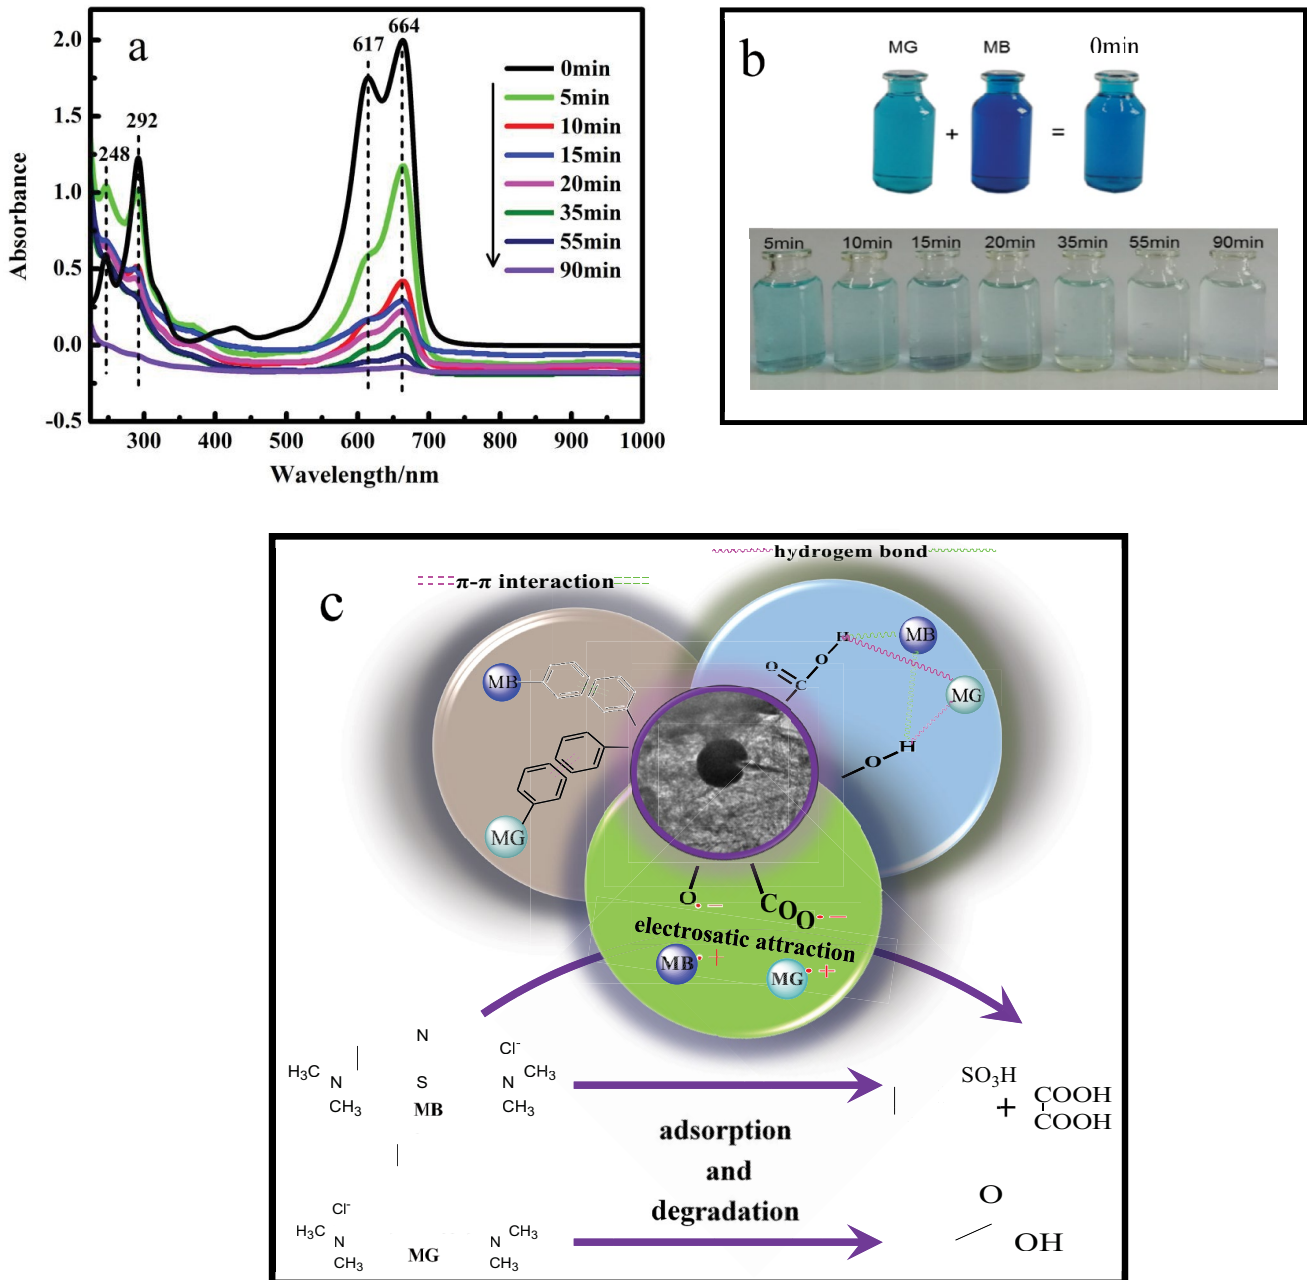 a
2.0
1.5
1.0
0.5
0.0
-0.5
Absorbance
248
292
617
664
0min
5min
10min
15min
20min
35min
55min
90min
300
400
500
600
700
800
900
1000
Wavelength/nm
b
MG
MB
0min
+
=
5min
10min
15min
20min
35min
55min
90min
c
hydrogem bond
π-π interaction
MB
MG
O
C
O
H
MB
MG
O
H
O
−
COO
−
electrosatic attraction
MB
+
MG
+
N
Cl-
H3C
N
S
N
CH3
CH3
MB
CH3
SO3H
+
COOH
COOH
adsorption
and
degradation
Cl-
H3C
N
CH3
MG
N
CH3
CH3
O
OH